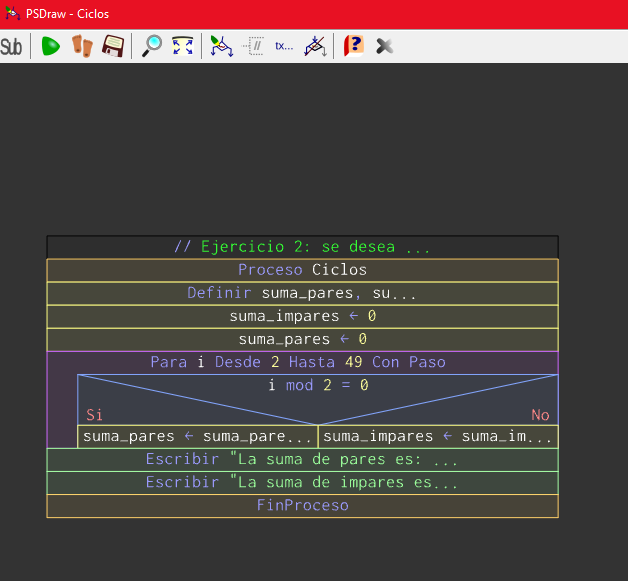 PSDraw - Ciclos
Sub
tx...
// Ejercicio 2: se desea ...
Proceso Ciclos
Definir suma_pares, su...
suma_impares ← 0
suma_pares ← 0
Para i Desde 2 Hasta 49 Con Paso
i mod 2 = 0
Si No
suma_pares ← suma_pare... suma_impares ← suma_im...
Escribir "La suma de pares es: ...
Escribir "La suma de impares es...
FinProceso